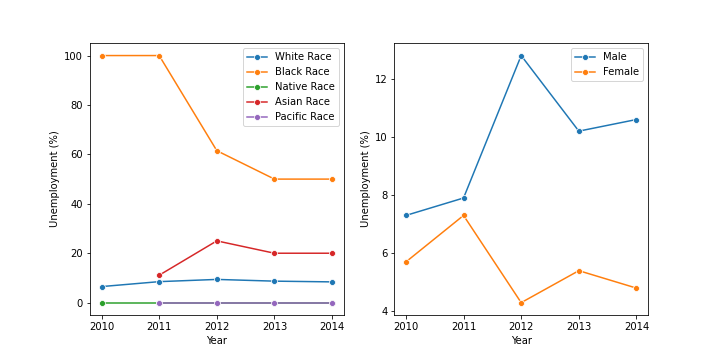 100
80
60
40
20
0
Unemployment (%)
2010 2011 2012 2013 2014
Year
White Race
Black Race
Native Race
Asian Race
Pacific Race
12
10
8
6
4
Unemployment (%)
2010 2011 2012 2013 2014
Year
Male
Female